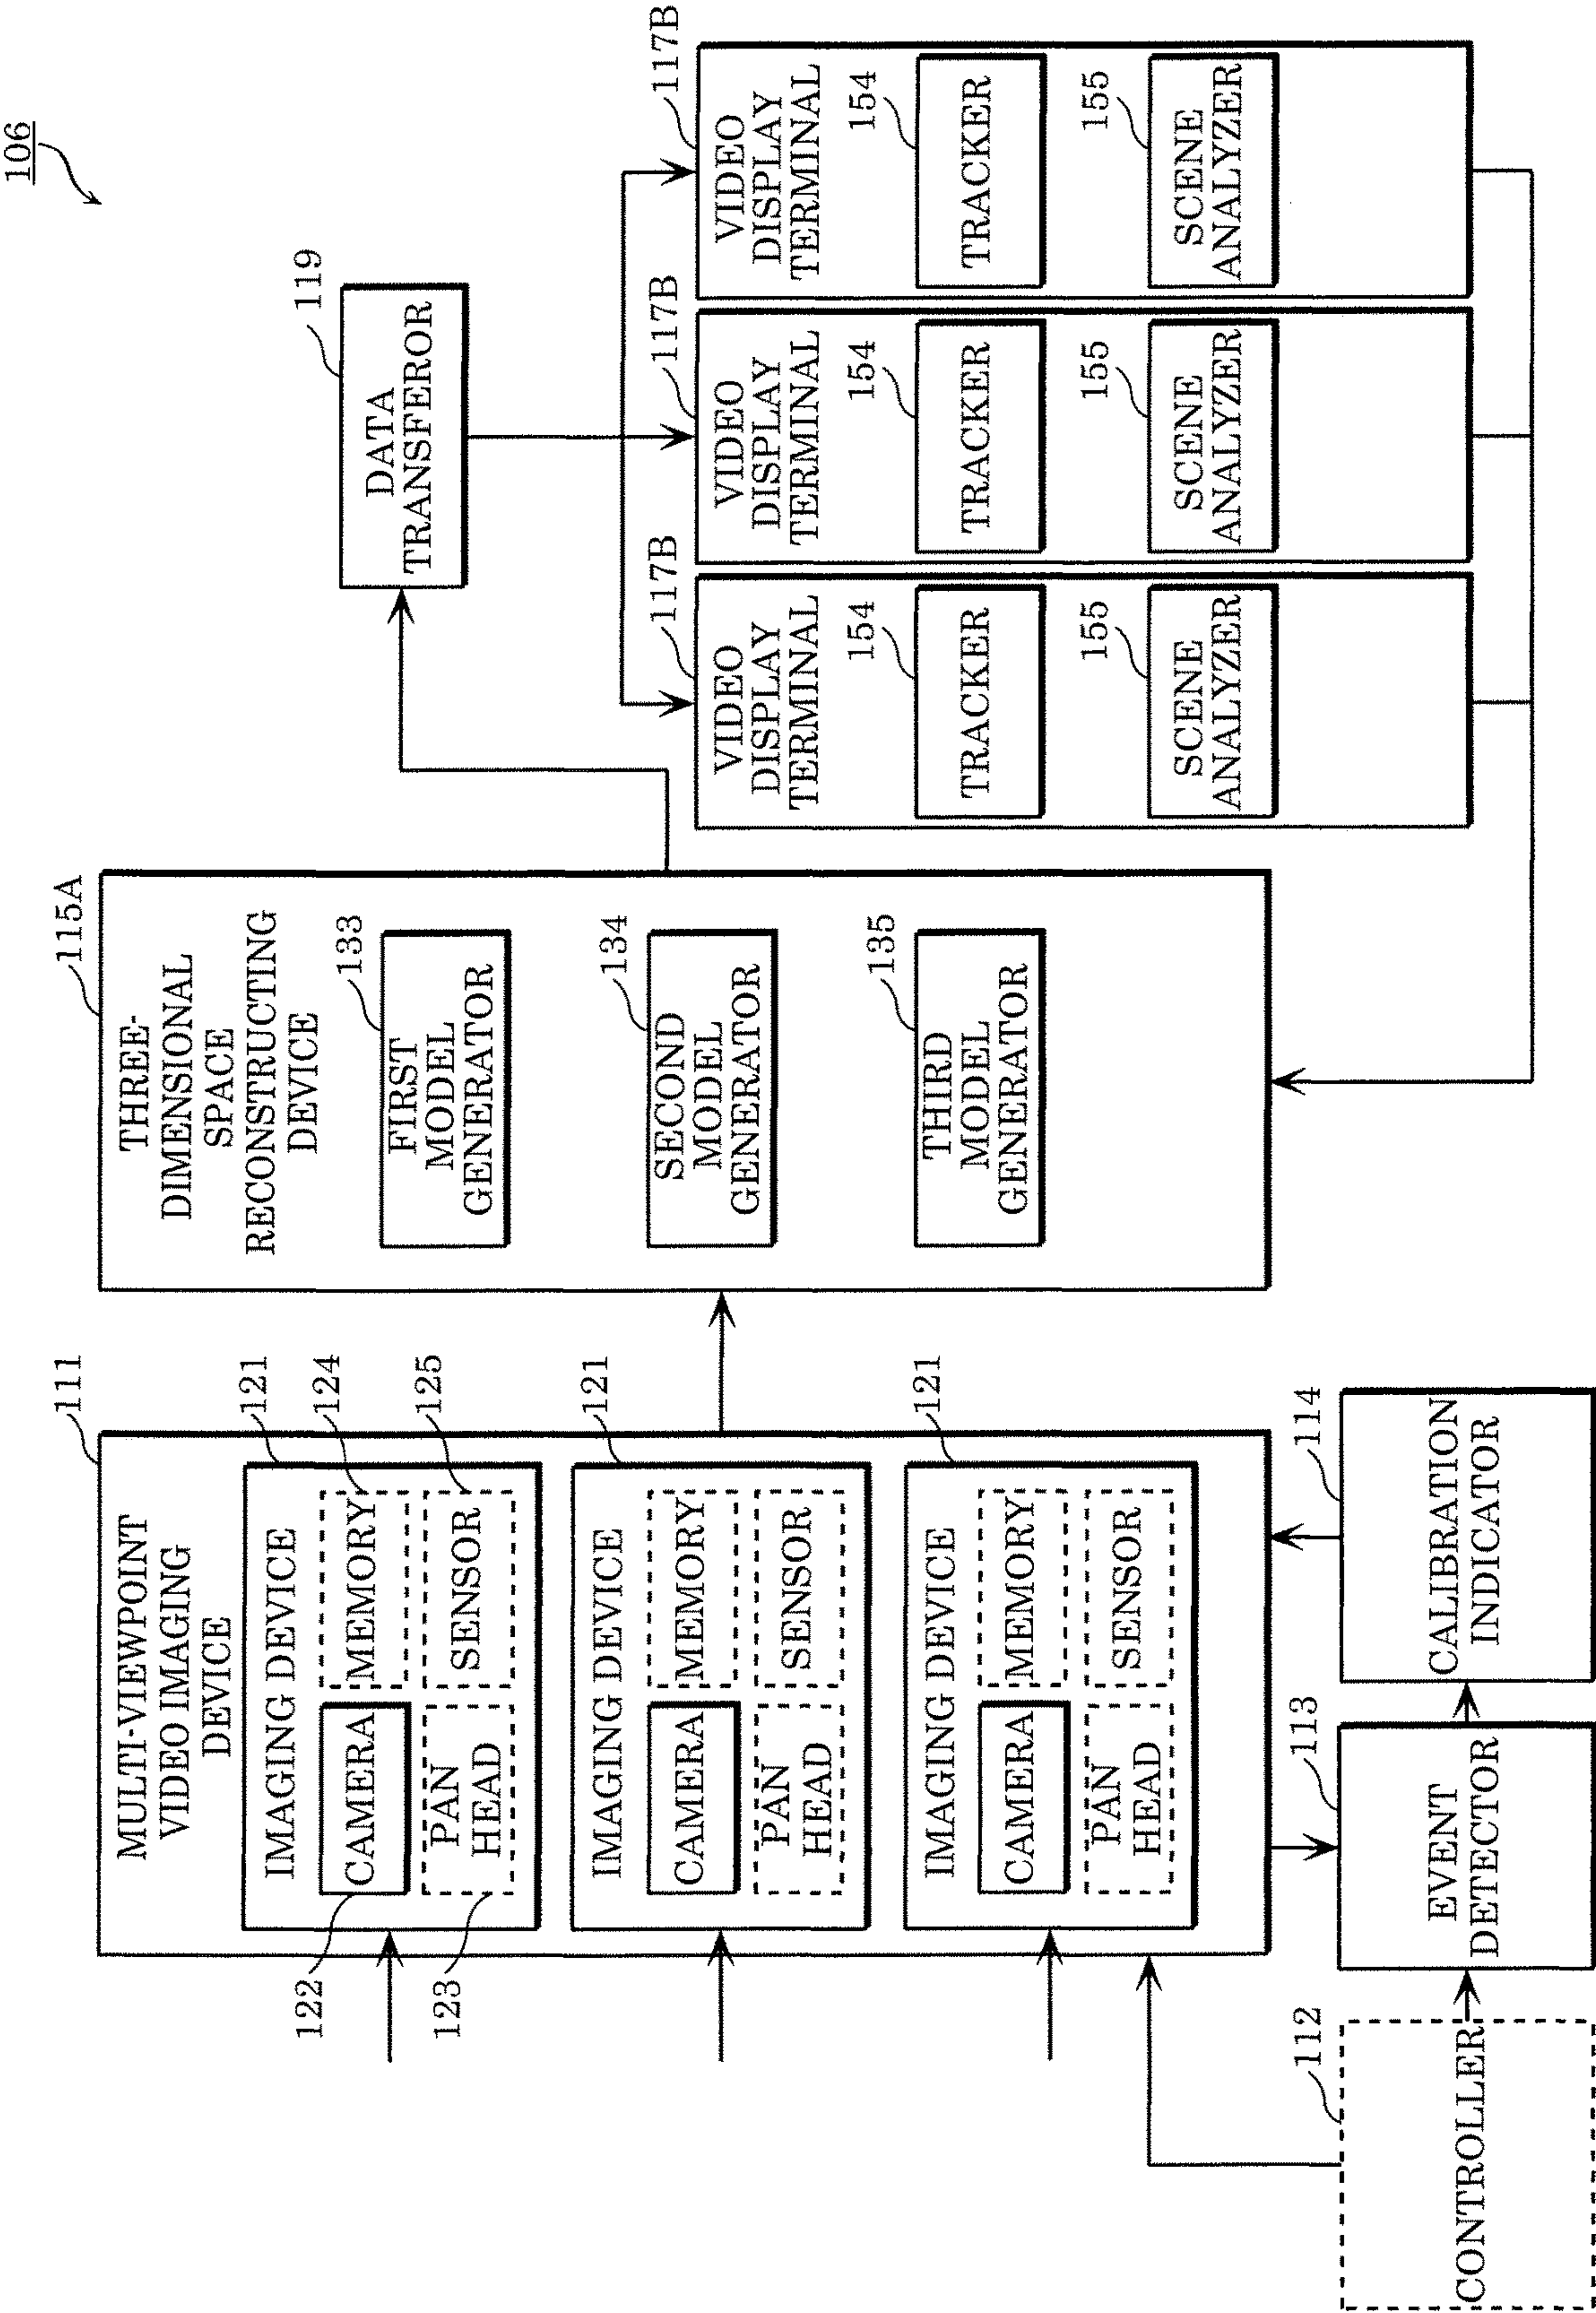 106
111
MULTI-VIEWPOINT
VIDEO IMAGING
DEVICE
121
IMAGING DEVICE
124
122
CAMERA
MEMORY
125
123
PAN
HEAD
SENSOR
121
IMAGING DEVICE
CAMERA
MEMORY
PAN
HEAD
SENSOR
121
IMAGING DEVICE
CAMERA
MEMORY
PAN
HEAD
SENSOR
112
CONTROLLER
113
EVENT
DETECTOR
114
CALIBRATION
INDICATOR
115A
THREE-
DIMENSIONAL
SPACE
RECONSTRUCTING
DEVICE
133
FIRST
MODEL
GENERATOR
134
SECOND
MODEL
GENERATOR
135
THIRD
MODEL
GENERATOR
119
DATA
TRANSFEROR
117B
VIDEO
DISPLAY
TERMINAL
154
TRACKER
155
SCENE
ANALYZER
117B
VIDEO
DISPLAY
TERMINAL
154
TRACKER
155
SCENE
ANALYZER
117B
VIDEO
DISPLAY
TERMINAL
154
TRACKER
155
SCENE
ANALYZER